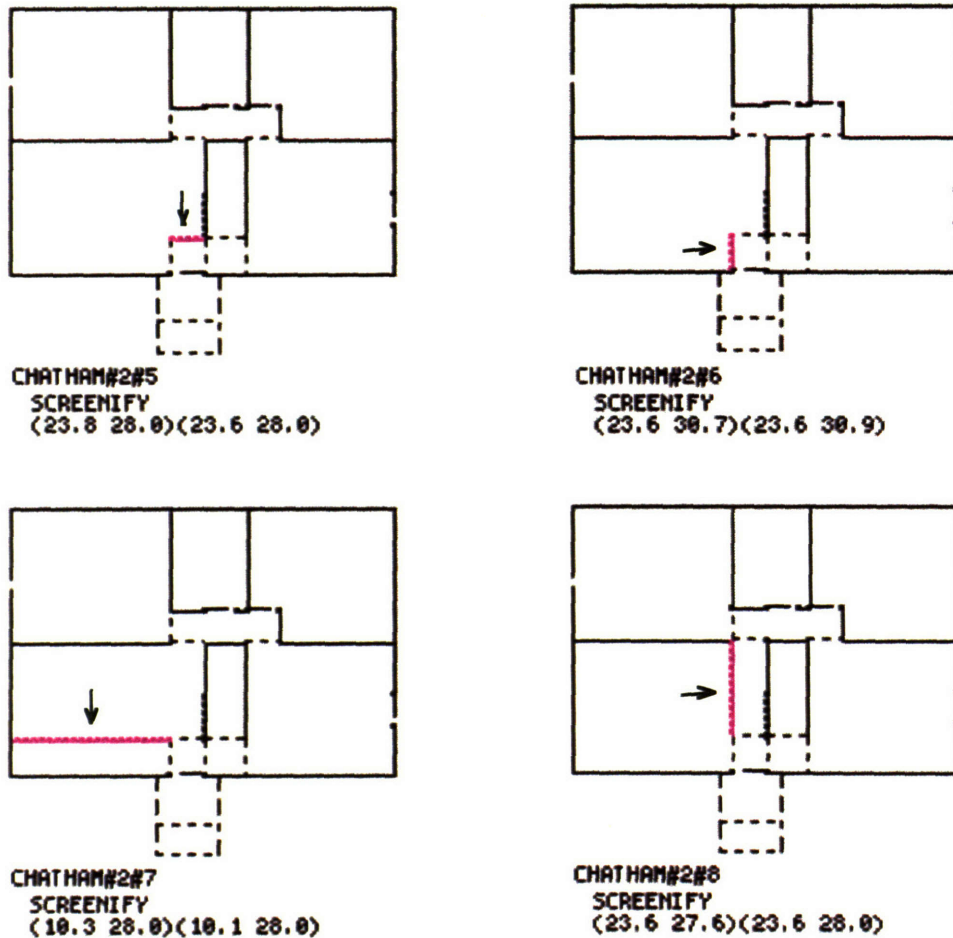 CHATHAM#2#5
SCREENIFY
(23.8 28.0)(23.6 28.0)
CHATHAM#2#6
SCREENIFY
(23.6 30.7)(23.6 30.9)
CHATHAM#2#7
SCREENIFY
(10.3 28.0)(10.1 28.0)
CHATHAM#2#8
SCREENIFY
(23.6 27.6)(23.6 28.0)